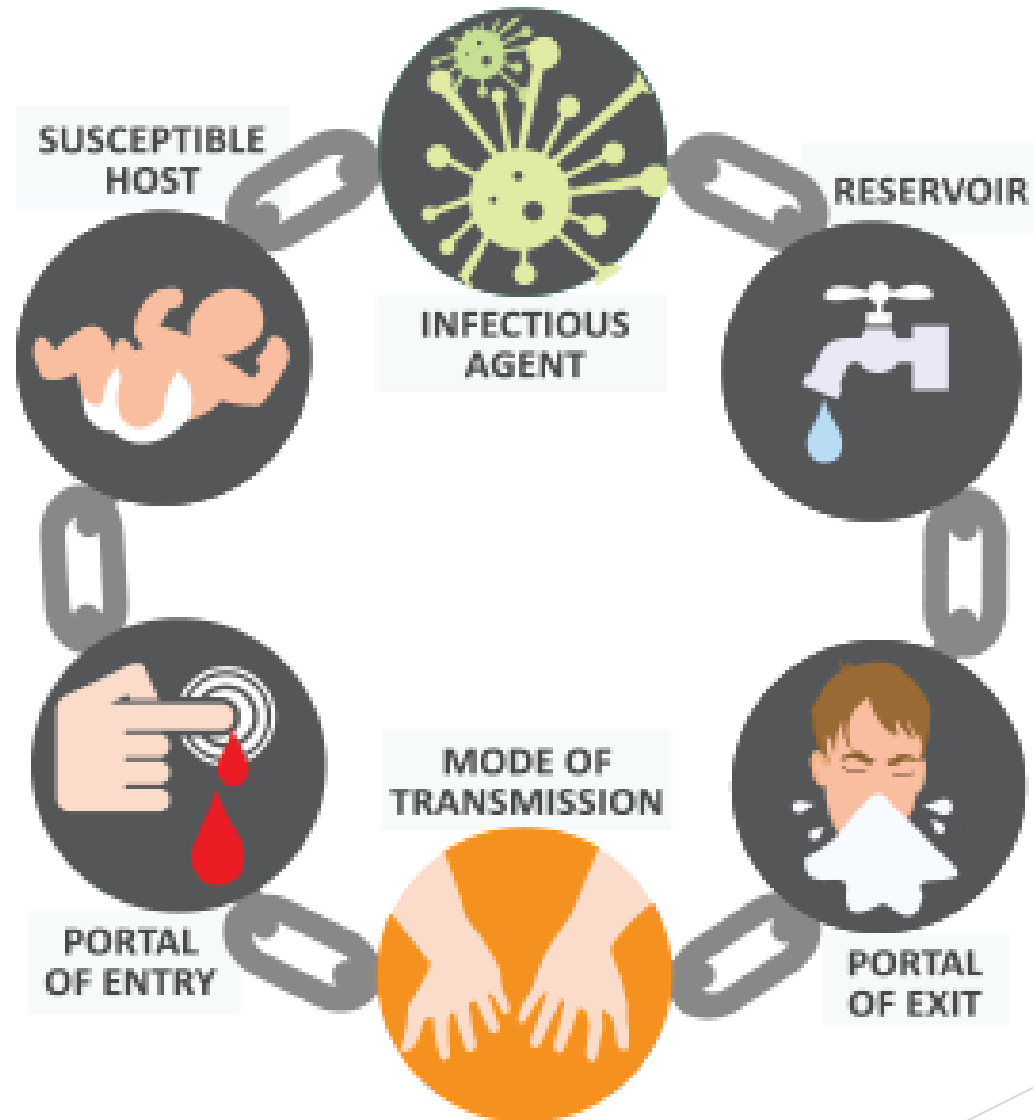 INFECTIOUS
AGENT
RESERVOIR
PORTAL
OF EXIT
MODE OF
TRANSMISSION
PORTAL
OF ENTRY
SUSCEPTIBLE
HOST